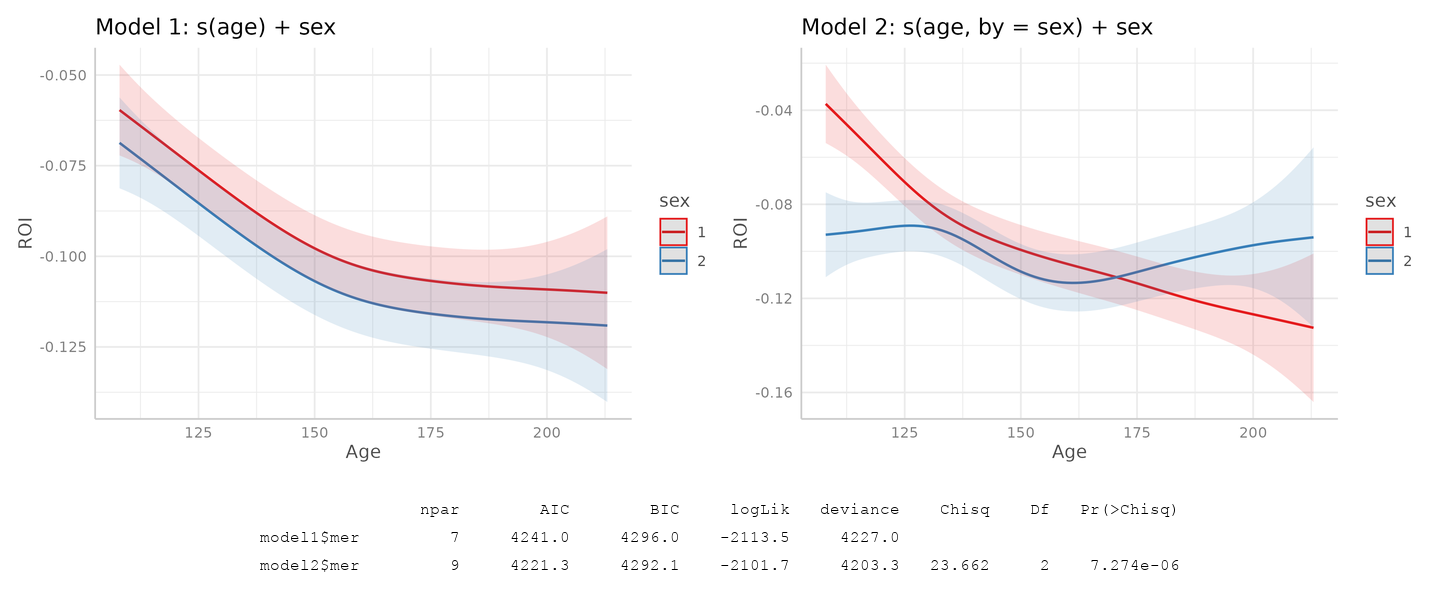 Model 1: s(age) + sex
-0.050
-0.075
-0.100
-0.125
ROI
125 150 175 200
Age
sex
1
2
Model 2: s(age, by = sex) + sex
-0.04
-0.08
-0.12
-0.16
ROI
125 150 175 200
Age
sex
1
2
npar AIC BIC logLik deviance Chisq Df Pr(>Chisq)
model1$mer 7 4241.0 4296.0 -2113.5 4227.0
model2$mer 9 4221.3 4292.1 -2101.7 4203.3 23.662 2 7.274e-06